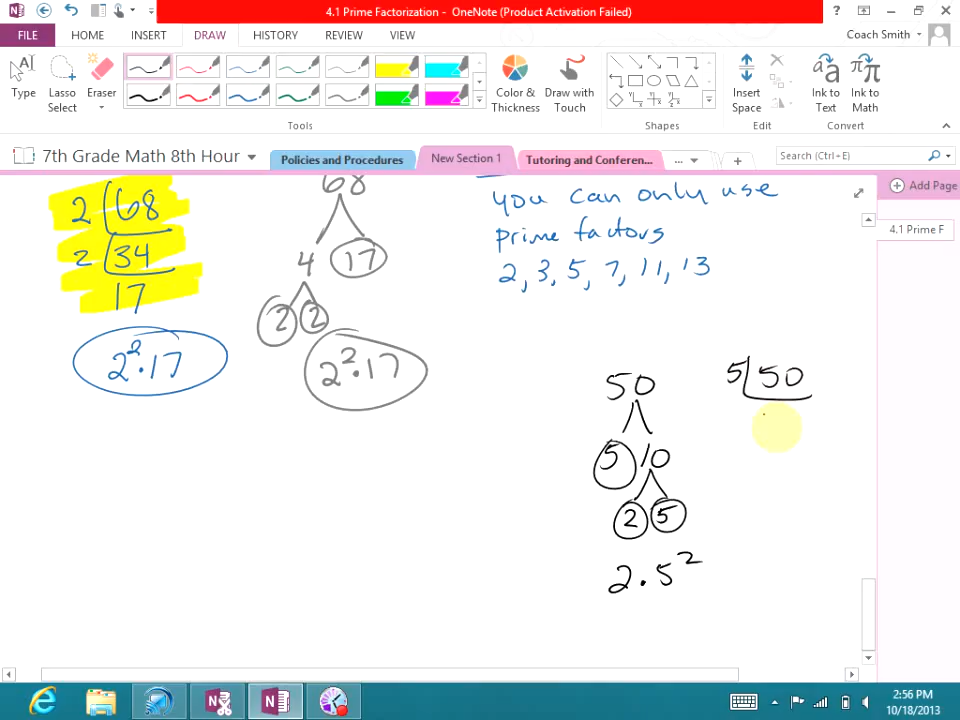 4.1 Prime Factorization - OneNote (Product Activation Failed)
FILE HOME INSERT DRAW HISTORY REVIEW VIEW
Coach Smith
Type
Lasso Select
Eraser
Color & Thickness
Draw with Touch
Insert Space
Ink to Text
Ink to Math
Tools
Shapes
Edit
Convert
7th Grade Math 8th Hour
Policies and Procedures
New Section 1
Tutoring and Conferen...
...
Search (Ctrl+E)
Add Page
4.1 Prime F
2 68
2 34
17
2²·17
68
4 17
2 2
2²·17
you can only use
prime factors
2, 3, 5, 7, 11, 13
50
5 10
2 5
2·5²
5 50
2:56 PM
10/18/2013